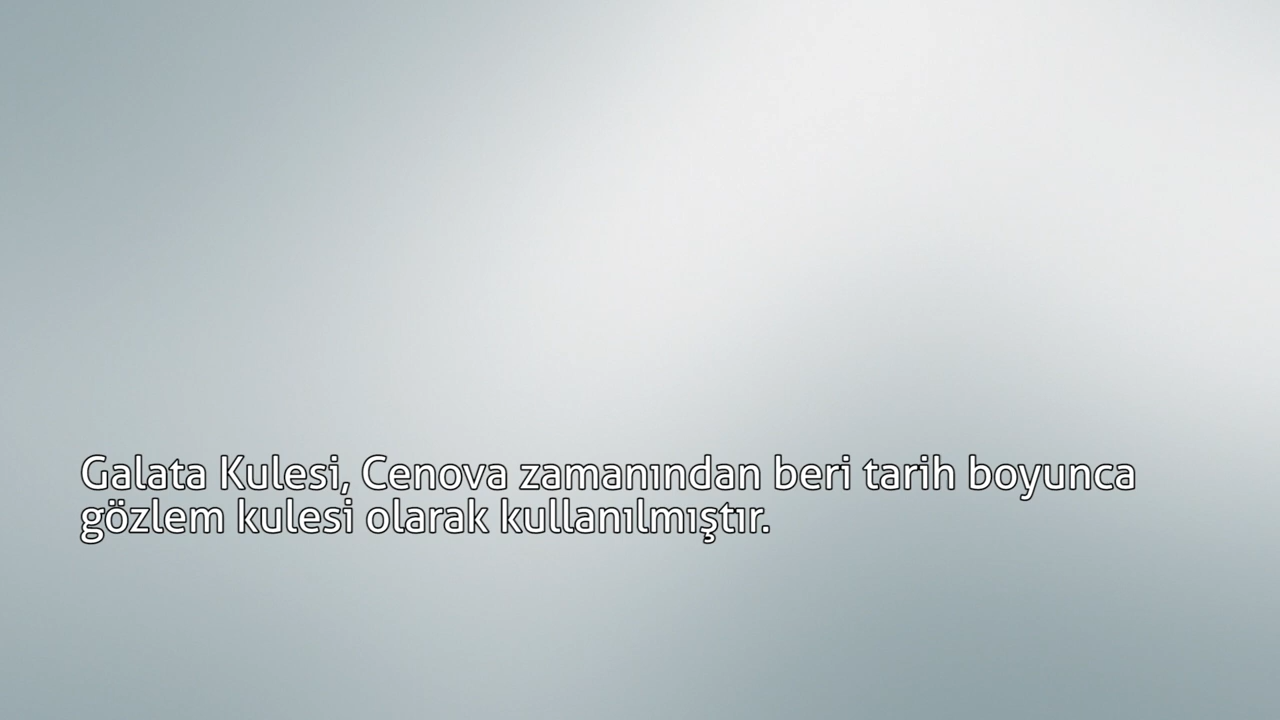 Galata Kulesi, Cenova zamanından beri tarih boyunca
gözlem kulesi olarak kullanılmıştır.